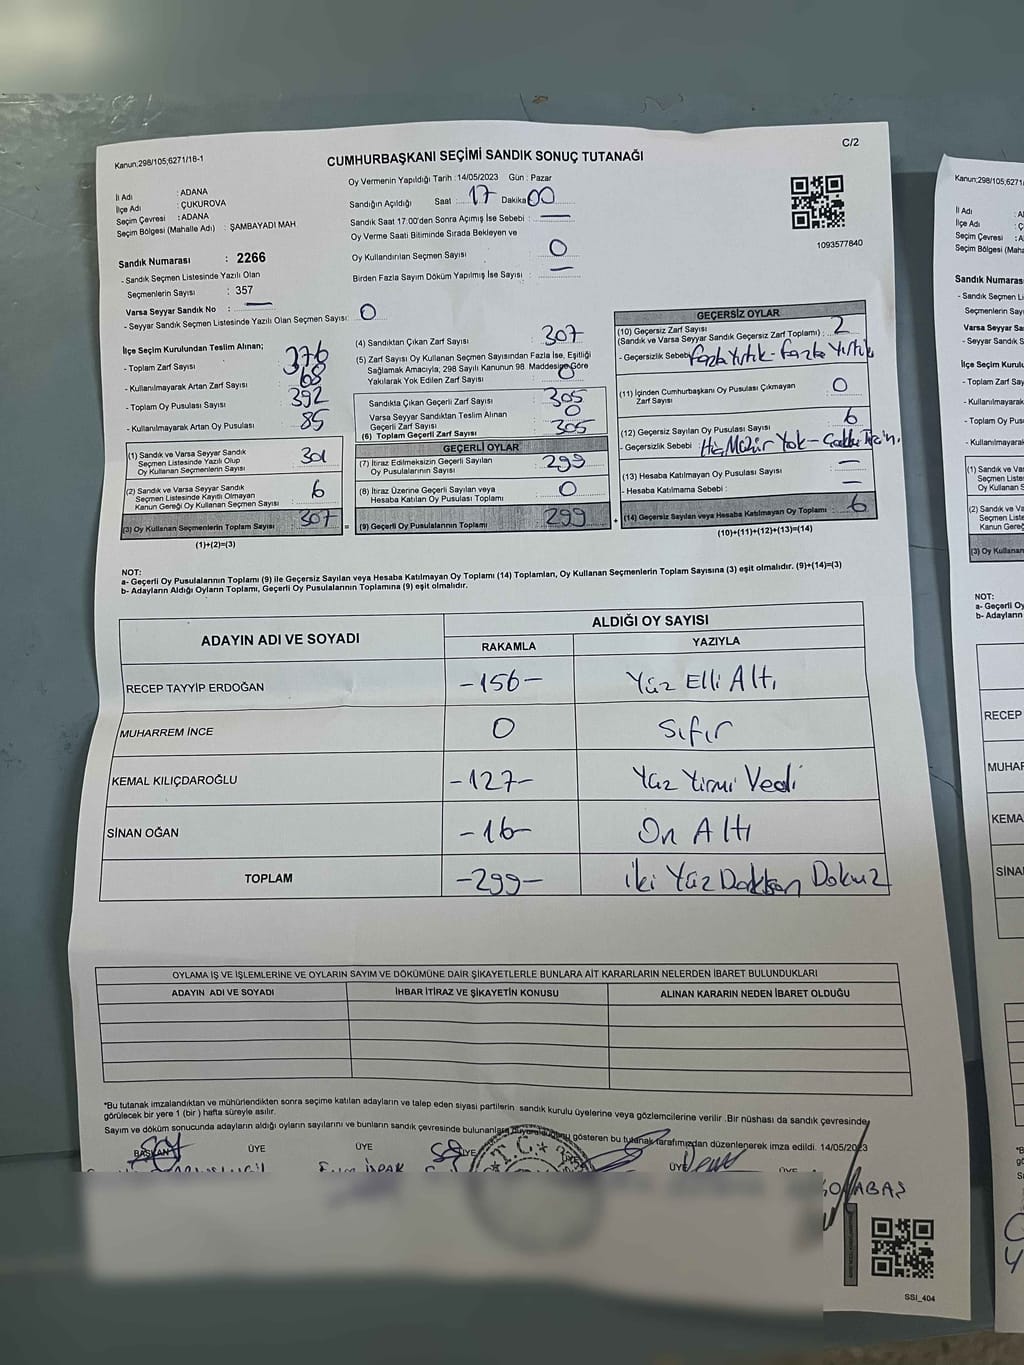 Kanun;298/105;6271/16-1
C/2
CUMHURBAŞKANI SEÇİMİ SANDIK SONUÇ TUTANAĞI
İl Adı : ADANA
İlçe Adı : ÇUKUROVA
Seçim Çevresi : ADANA
Seçim Bölgesi (Mahalle Adı) : ŞAMBAYADI MAH
Sandık Numarası : 2266
- Sandık Seçmen Listesinde Yazılı Olan
Seçmenlerin Sayısı : 357
Varsa Seyyar Sandık No : —
- Seyyar Sandık Seçmen Listesinde Yazılı Olan Seçmen Sayısı: 0
Oy Vermenin Yapıldığı Tarih :14/05/2023 Gün : Pazar
Sandığın Açıldığı Saat : 17 Dakika 00
Sandık Saat 17:00'den Sonra Açımış İse Sebebi : —
Oy Verme Saati Bitiminde Sırada Bekleyen ve
Oy Kullandırılan Seçmen Sayısı : 0
Birden Fazla Sayım Döküm Yapılmış İse Sayısı : —
1093577840
İlçe Seçim Kurulundan Teslim Alınan;
- Toplam Zarf Sayısı : 376
- Kullanılmayarak Artan Zarf Sayısı : 68
- Toplam Oy Pusulası Sayısı : 392
- Kullanılmayarak Artan Oy Pusulası : 85
(1) Sandık ve Varsa Seyyar Sandık
Seçmen Listesinde Yazılı Olup
Oy Kullanan Seçmenlerin Sayısı : 301
(2) Sandık ve Varsa Seyyar Sandık
Seçmen Listesinde Kayıtlı Olmayan
Kanun Gereği Oy Kullanan Seçmen Sayısı : 6
(3) Oy Kullanan Seçmenlerin Toplam Sayısı : 307
(1)+(2)=(3)
(4) Sandıktan Çıkan Zarf Sayısı : 307
(5) Zarf Sayısı Oy Kullanan Seçmen Sayısından Fazla İse, Eşitliği
Sağlamak Amacıyla, 298 Sayılı Kanunun 98. Maddesine Göre
Yakılarak Yok Edilen Zarf Sayısı : 0
Sandıkta Çıkan Geçerli Zarf Sayısı : 305
Varsa Seyyar Sandıktan Teslim Alınan
Geçerli Zarf Sayısı : 0
(6) Toplam Geçerli Zarf Sayısı : 305
GEÇERLİ OYLAR
(7) İtiraz Edilmeksizin Geçerli Sayılan
Oy Pusulalarının Sayısı : 299
(8) İtiraz Üzerine Geçerli Sayılan veya
Hesaba Katılan Oy Pusulası Toplamı : 0
= (9) Geçerli Oy Pusulalarının Toplamı : 299
GEÇERSİZ OYLAR
(10) Geçersiz Zarf Sayısı
(Sandık ve Varsa Seyyar Sandık Geçersiz Zarf Toplamı) : 2
- Geçersizlik Sebebi Fazla Yırtık - Fazla Yırtık
(11) İçinden Cumhurbaşkanı Oy Pusulası Çıkmayan
Zarf Sayısı : 0
(12) Geçersiz Sayılan Oy Pusulası Sayısı : 6
- Geçersizlik Sebebi : Hiç Mühür Yok -
(13) Hesaba Katılmayan Oy Pusulası Sayısı : —
- Hesaba Katılmama Sebebi : —
+ (14) Geçersiz Sayılan veya Hesaba Katılmayan Oy Toplamı : 6
(10)+(11)+(12)+(13)=(14)
NOT:
a- Geçerli Oy Pusulalarının Toplamı (9) ile Geçersiz Sayılan veya Hesaba Katılmayan Oy Toplamı (14) Toplamları, Oy Kullanan Seçmenlerin Toplam Sayısına (3) eşit olmalıdır. (9)+(14)=(3)
b- Adayların Aldığı Oyların Toplamı, Geçerli Oy Pusulalarının Toplamına (9) eşit olmalıdır.
ADAYIN ADI VE SOYADI
ALDIĞI OY SAYISI
RAKAMLA YAZIYLA
RECEP TAYYİP ERDOĞAN -156- Yüz Elli Altı
MUHARREM İNCE 0 Sıfır
KEMAL KILIÇDAROĞLU -127- Yüz Yirmi Yedi
SİNAN OĞAN -16- On Altı
TOPLAM -299- İki Yüz Doksan Dokuz
OYLAMA İŞ VE İŞLEMLERİNE VE OYLARIN SAYIM VE DÖKÜMÜNE DAİR ŞİKAYETLERLE BUNLARA AİT KARARLARIN NELERDEN İBARET BULUNDUKLARI
ADAYIN ADI VE SOYADI İHBAR İTİRAZ VE ŞİKAYETİN KONUSU ALINAN KARARIN NEDEN İBARET OLDUĞU
*Bu tutanak imzalandıktan ve mühürlendikten sonra seçime katılan adayların ve talep eden siyasi partilerin sandık kurulu üyelerine veya gözlemcilerine verilir .Bir nüshası da sandık çevresinde
görülecek bir yere 1 (bir ) hafta süreyle asılır.
Sayım ve döküm sonucunda adayların aldığı oyların sayılarını ve bunların sandık çevresinde bulunanlara gösteren bu tutanak tarafımızdan düzenlenerek imza edildi. 14/05/2023
BAŞKAN ÜYE ÜYE ÜYE ÜYE ÜYE
SSI_404
Kanun;298/105;6271
İl Adı
İlçe Adı
Seçim Çevresi
Seçim Bölgesi (Mah
Sandık Numaras
- Sandık Seçmen
Seçmenlerin Sayıs
Varsa Seyyar Sa
- Seyyar Sandık S
İlçe Seçim Kurulu
- Toplam Zarf Say
- Kullanılmayarak
- Toplam Oy Pusu
- Kullanılmayarak
(1) Sandık ve Vars
Seçmen Liste
Oy Kullanan S
(2) Sandık ve Vars
Seçmen Liste
Kanun Gereğ
(3) Oy Kullanan
NOT:
a- Geçerli Oy
b- Adayların
RECEP
MUHAR
KEMA
SİNA